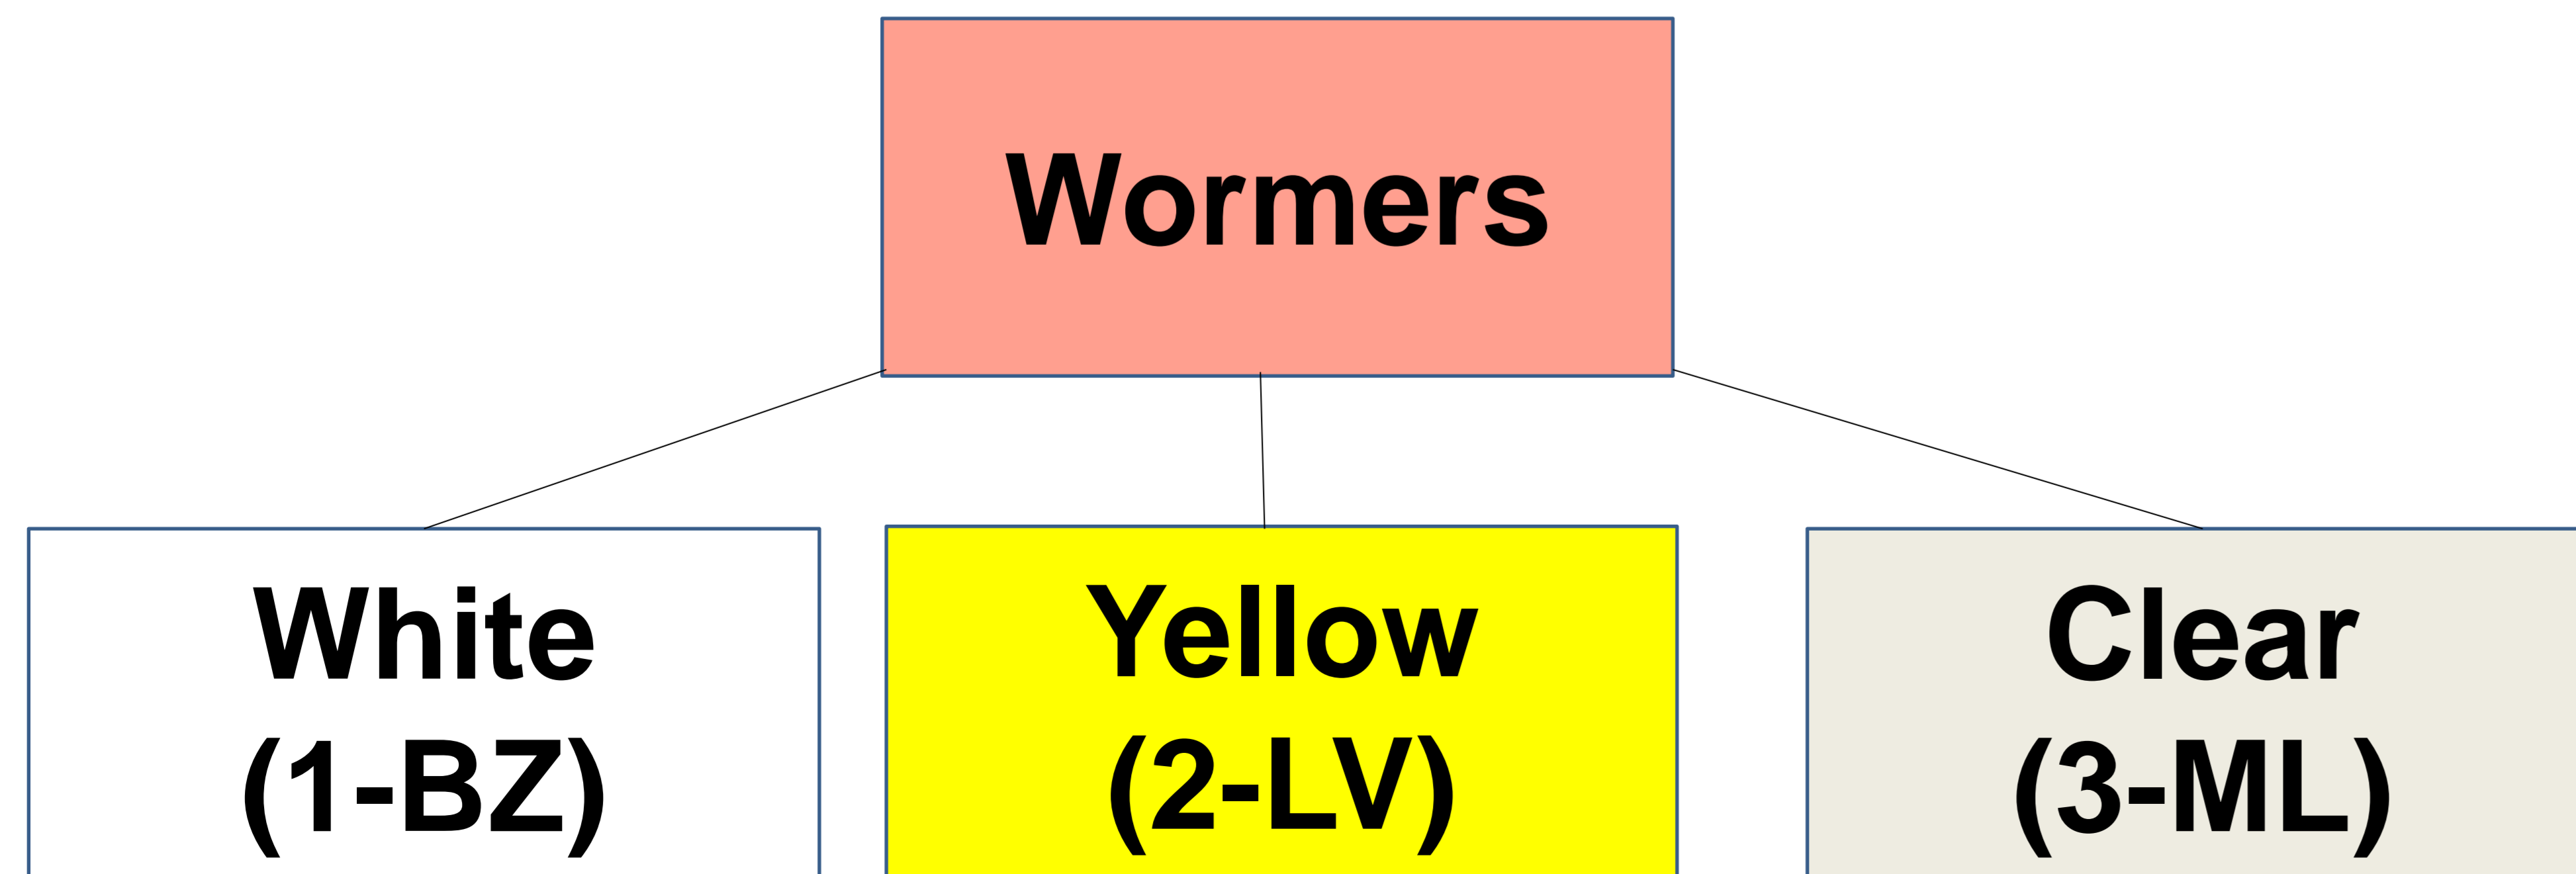 Wormers
White
(1-BZ)
Yellow
(2-LV)
Clear
(3-ML)